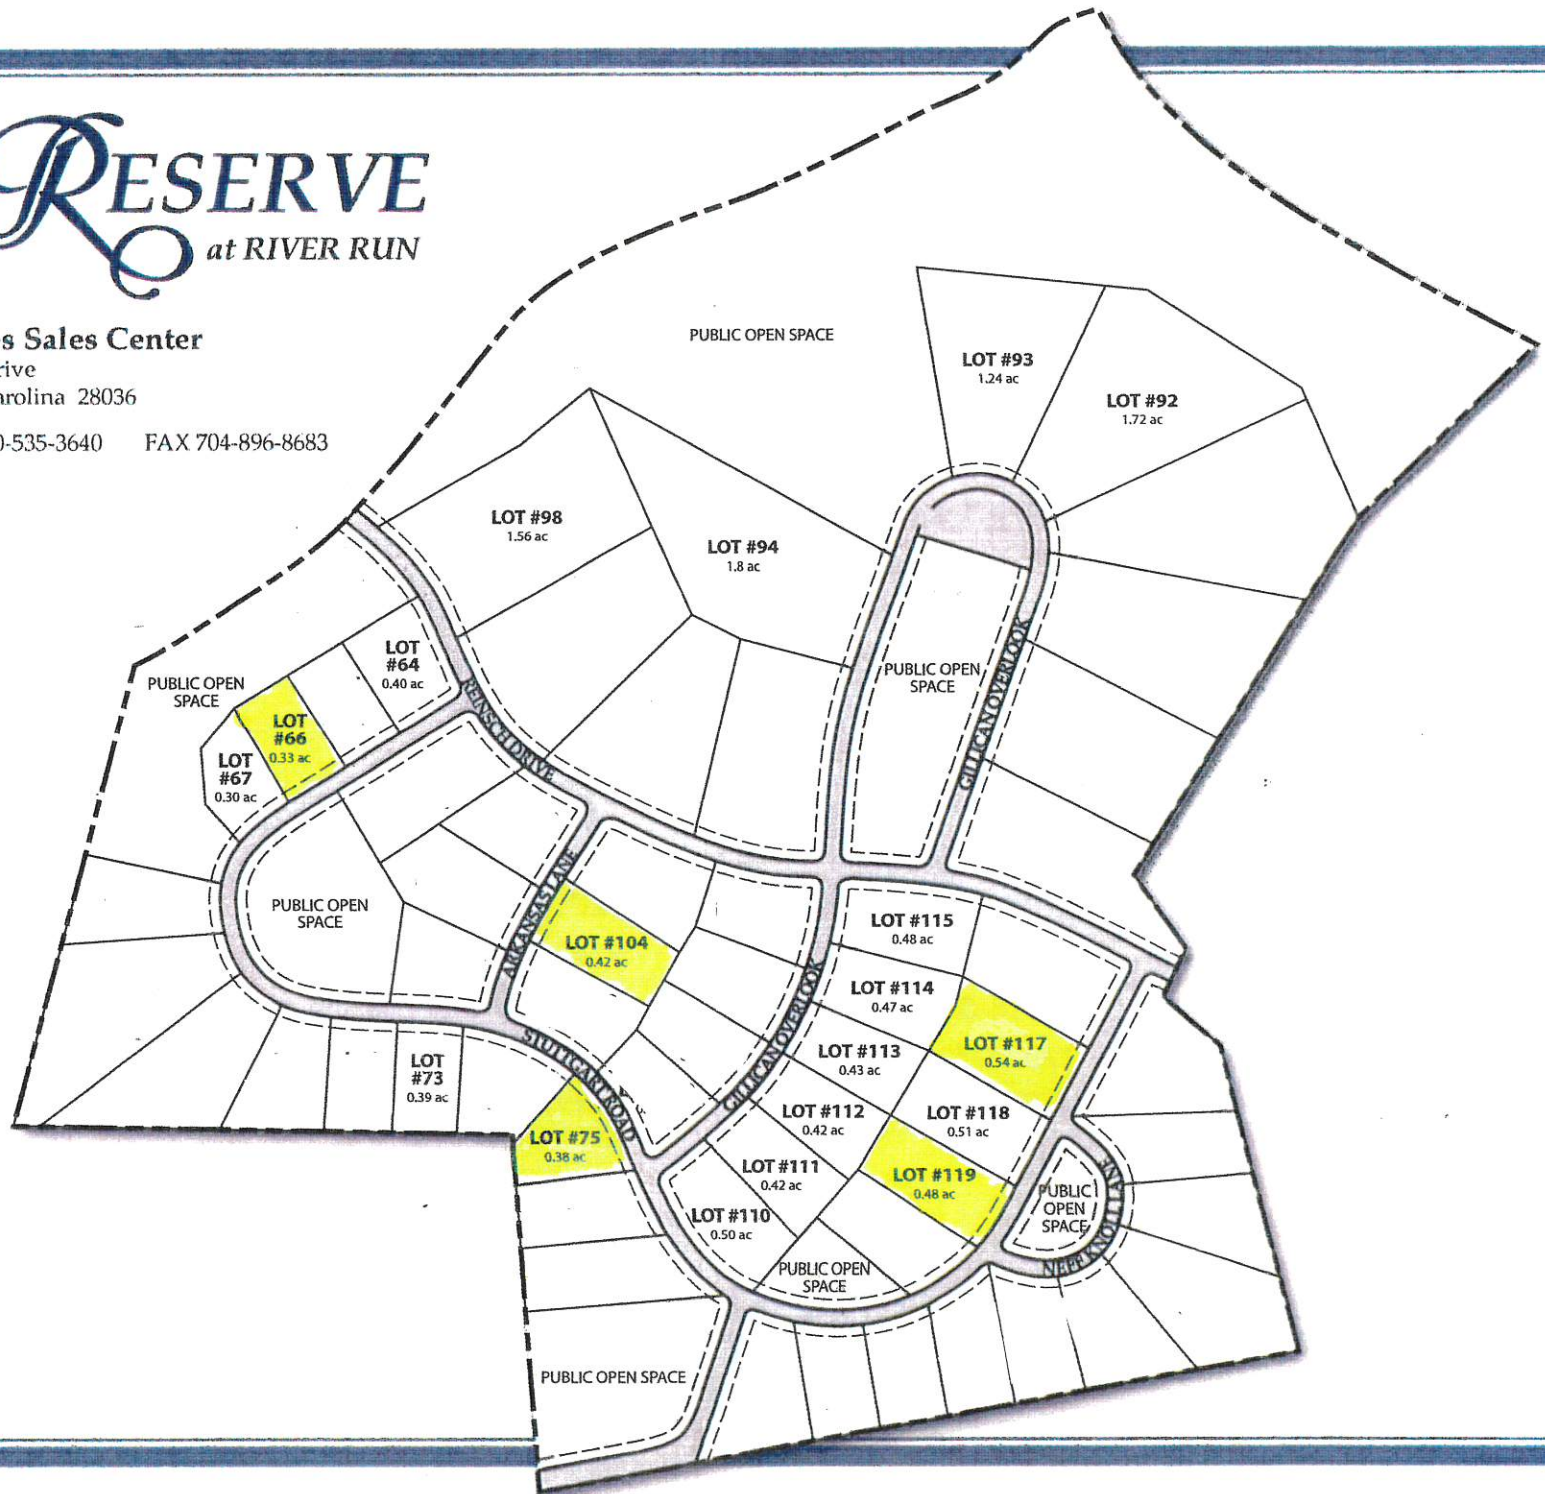 RESERVE
at RIVER RUN
s Sales Center
rive
arolina 28036
0-535-3640 FAX 704-896-8683
PUBLIC OPEN SPACE
LOT #93
1.24 ac
LOT #92
1.72 ac
LOT #98
1.56 ac
LOT #94
1.8 ac
LOT
#64
0.40 ac
PUBLIC OPEN
SPACE
LOT
#66
0.33 ac
LOT
#67
0.30 ac
REINSCH DRIVE
PUBLIC OPEN
SPACE
GILLICAN OVERLOOK
ARKANSAS LANE
PUBLIC OPEN
SPACE
LOT #104
0.42 ac
LOT #115
0.48 ac
LOT #114
0.47 ac
GILLICAN OVERLOOK
LOT #113
0.43 ac
LOT #117
0.54 ac
LOT
#73
0.39 ac
STUTTGART ROAD
LOT #112
0.42 ac
LOT #118
0.51 ac
LOT #75
0.38 ac
LOT #111
0.42 ac
LOT #119
0.48 ac
PUBLIC
OPEN
SPACE
NEFF KNOLL LANE
LOT #110
0.50 ac
PUBLIC OPEN
SPACE
PUBLIC OPEN SPACE